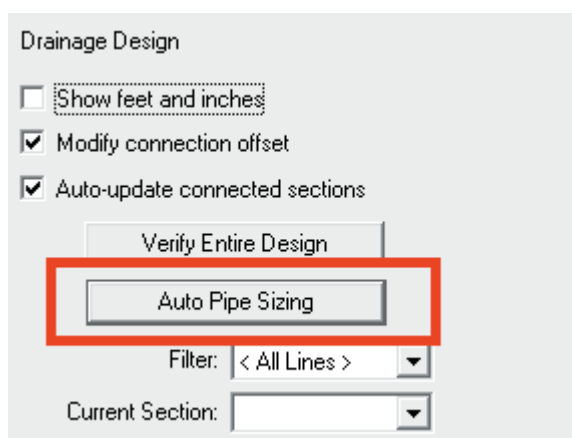 Drainage Design
Show feet and inches
Modify connection offset
Auto-update connected sections
Verify Entire Design
Auto Pipe Sizing
Filter: < All Lines >
Current Section: